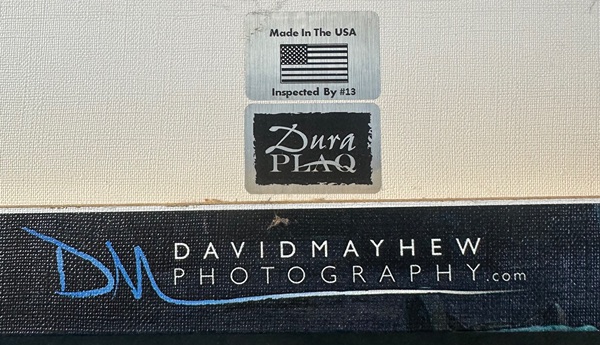 Made In The USA
Inspected By #13
Dura
PLAQ
DM DAVIDMAYHEW
PHOTOGRAPHY.com